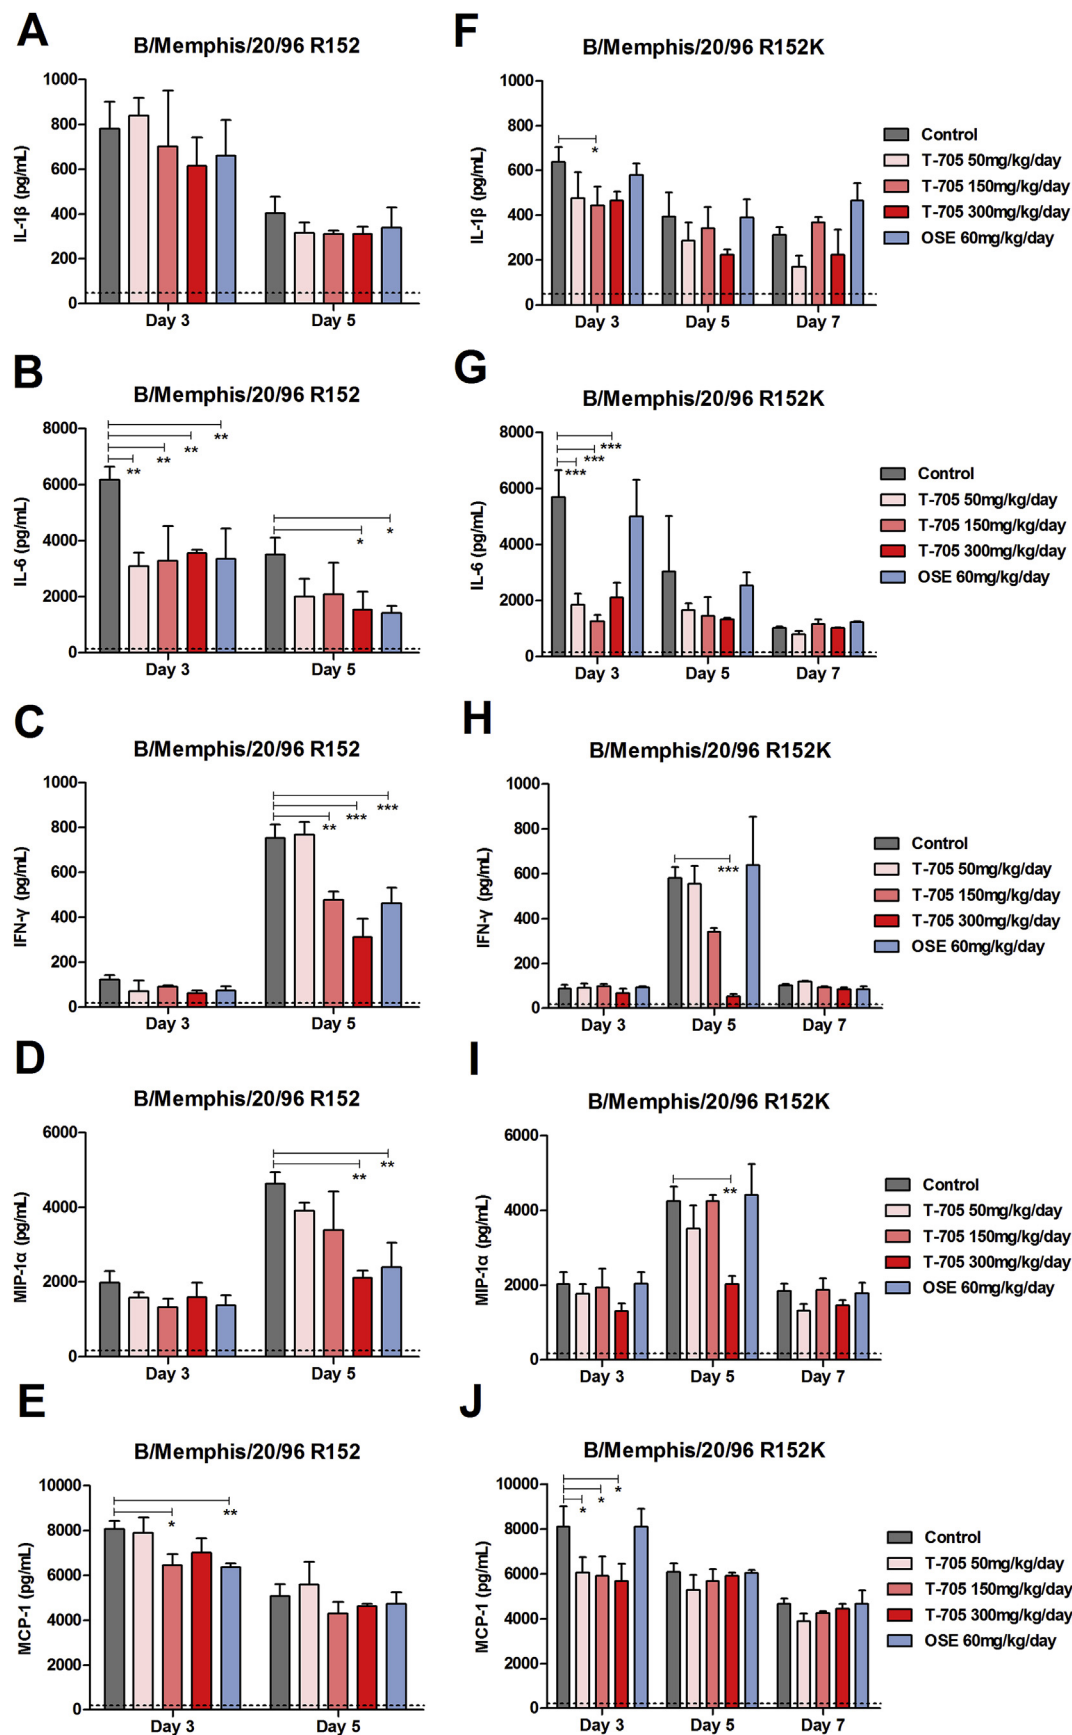 A
B/Memphis/20/96 R152
IL-1β (pg/mL)
1000
800
600
400
200
0
Day 3
Day 5
F
B/Memphis/20/96 R152K
IL-1β (pg/mL)
1000
800
600
400
200
0
*
Day 3
Day 5
Day 7
Control
T-705 50mg/kg/day
T-705 150mg/kg/day
T-705 300mg/kg/day
OSE 60mg/kg/day
B
B/Memphis/20/96 R152
IL-6 (pg/mL)
8000
6000
4000
2000
0
**
**
**
**
*
*
Day 3
Day 5
G
B/Memphis/20/96 R152K
IL-6 (pg/mL)
8000
6000
4000
2000
0
***
***
***
Day 3
Day 5
Day 7
Control
T-705 50mg/kg/day
T-705 150mg/kg/day
T-705 300mg/kg/day
OSE 60mg/kg/day
C
B/Memphis/20/96 R152
IFN-γ (pg/mL)
1000
800
600
400
200
0
**
***
***
Day 3
Day 5
H
B/Memphis/20/96 R152K
IFN-γ (pg/mL)
1000
800
600
400
200
0
***
Day 3
Day 5
Day 7
Control
T-705 50mg/kg/day
T-705 150mg/kg/day
T-705 300mg/kg/day
OSE 60mg/kg/day
D
B/Memphis/20/96 R152
MIP-1α (pg/mL)
6000
4000
2000
0
**
**
Day 3
Day 5
I
B/Memphis/20/96 R152K
MIP-1α (pg/mL)
6000
4000
2000
0
**
Day 3
Day 5
Day 7
Control
T-705 50mg/kg/day
T-705 150mg/kg/day
T-705 300mg/kg/day
OSE 60mg/kg/day
E
B/Memphis/20/96 R152
MCP-1 (pg/mL)
10000
8000
6000
4000
2000
0
*
**
Day 3
Day 5
J
B/Memphis/20/96 R152K
MCP-1 (pg/mL)
10000
8000
6000
4000
2000
0
*
*
*
Day 3
Day 5
Day 7
Control
T-705 50mg/kg/day
T-705 150mg/kg/day
T-705 300mg/kg/day
OSE 60mg/kg/day